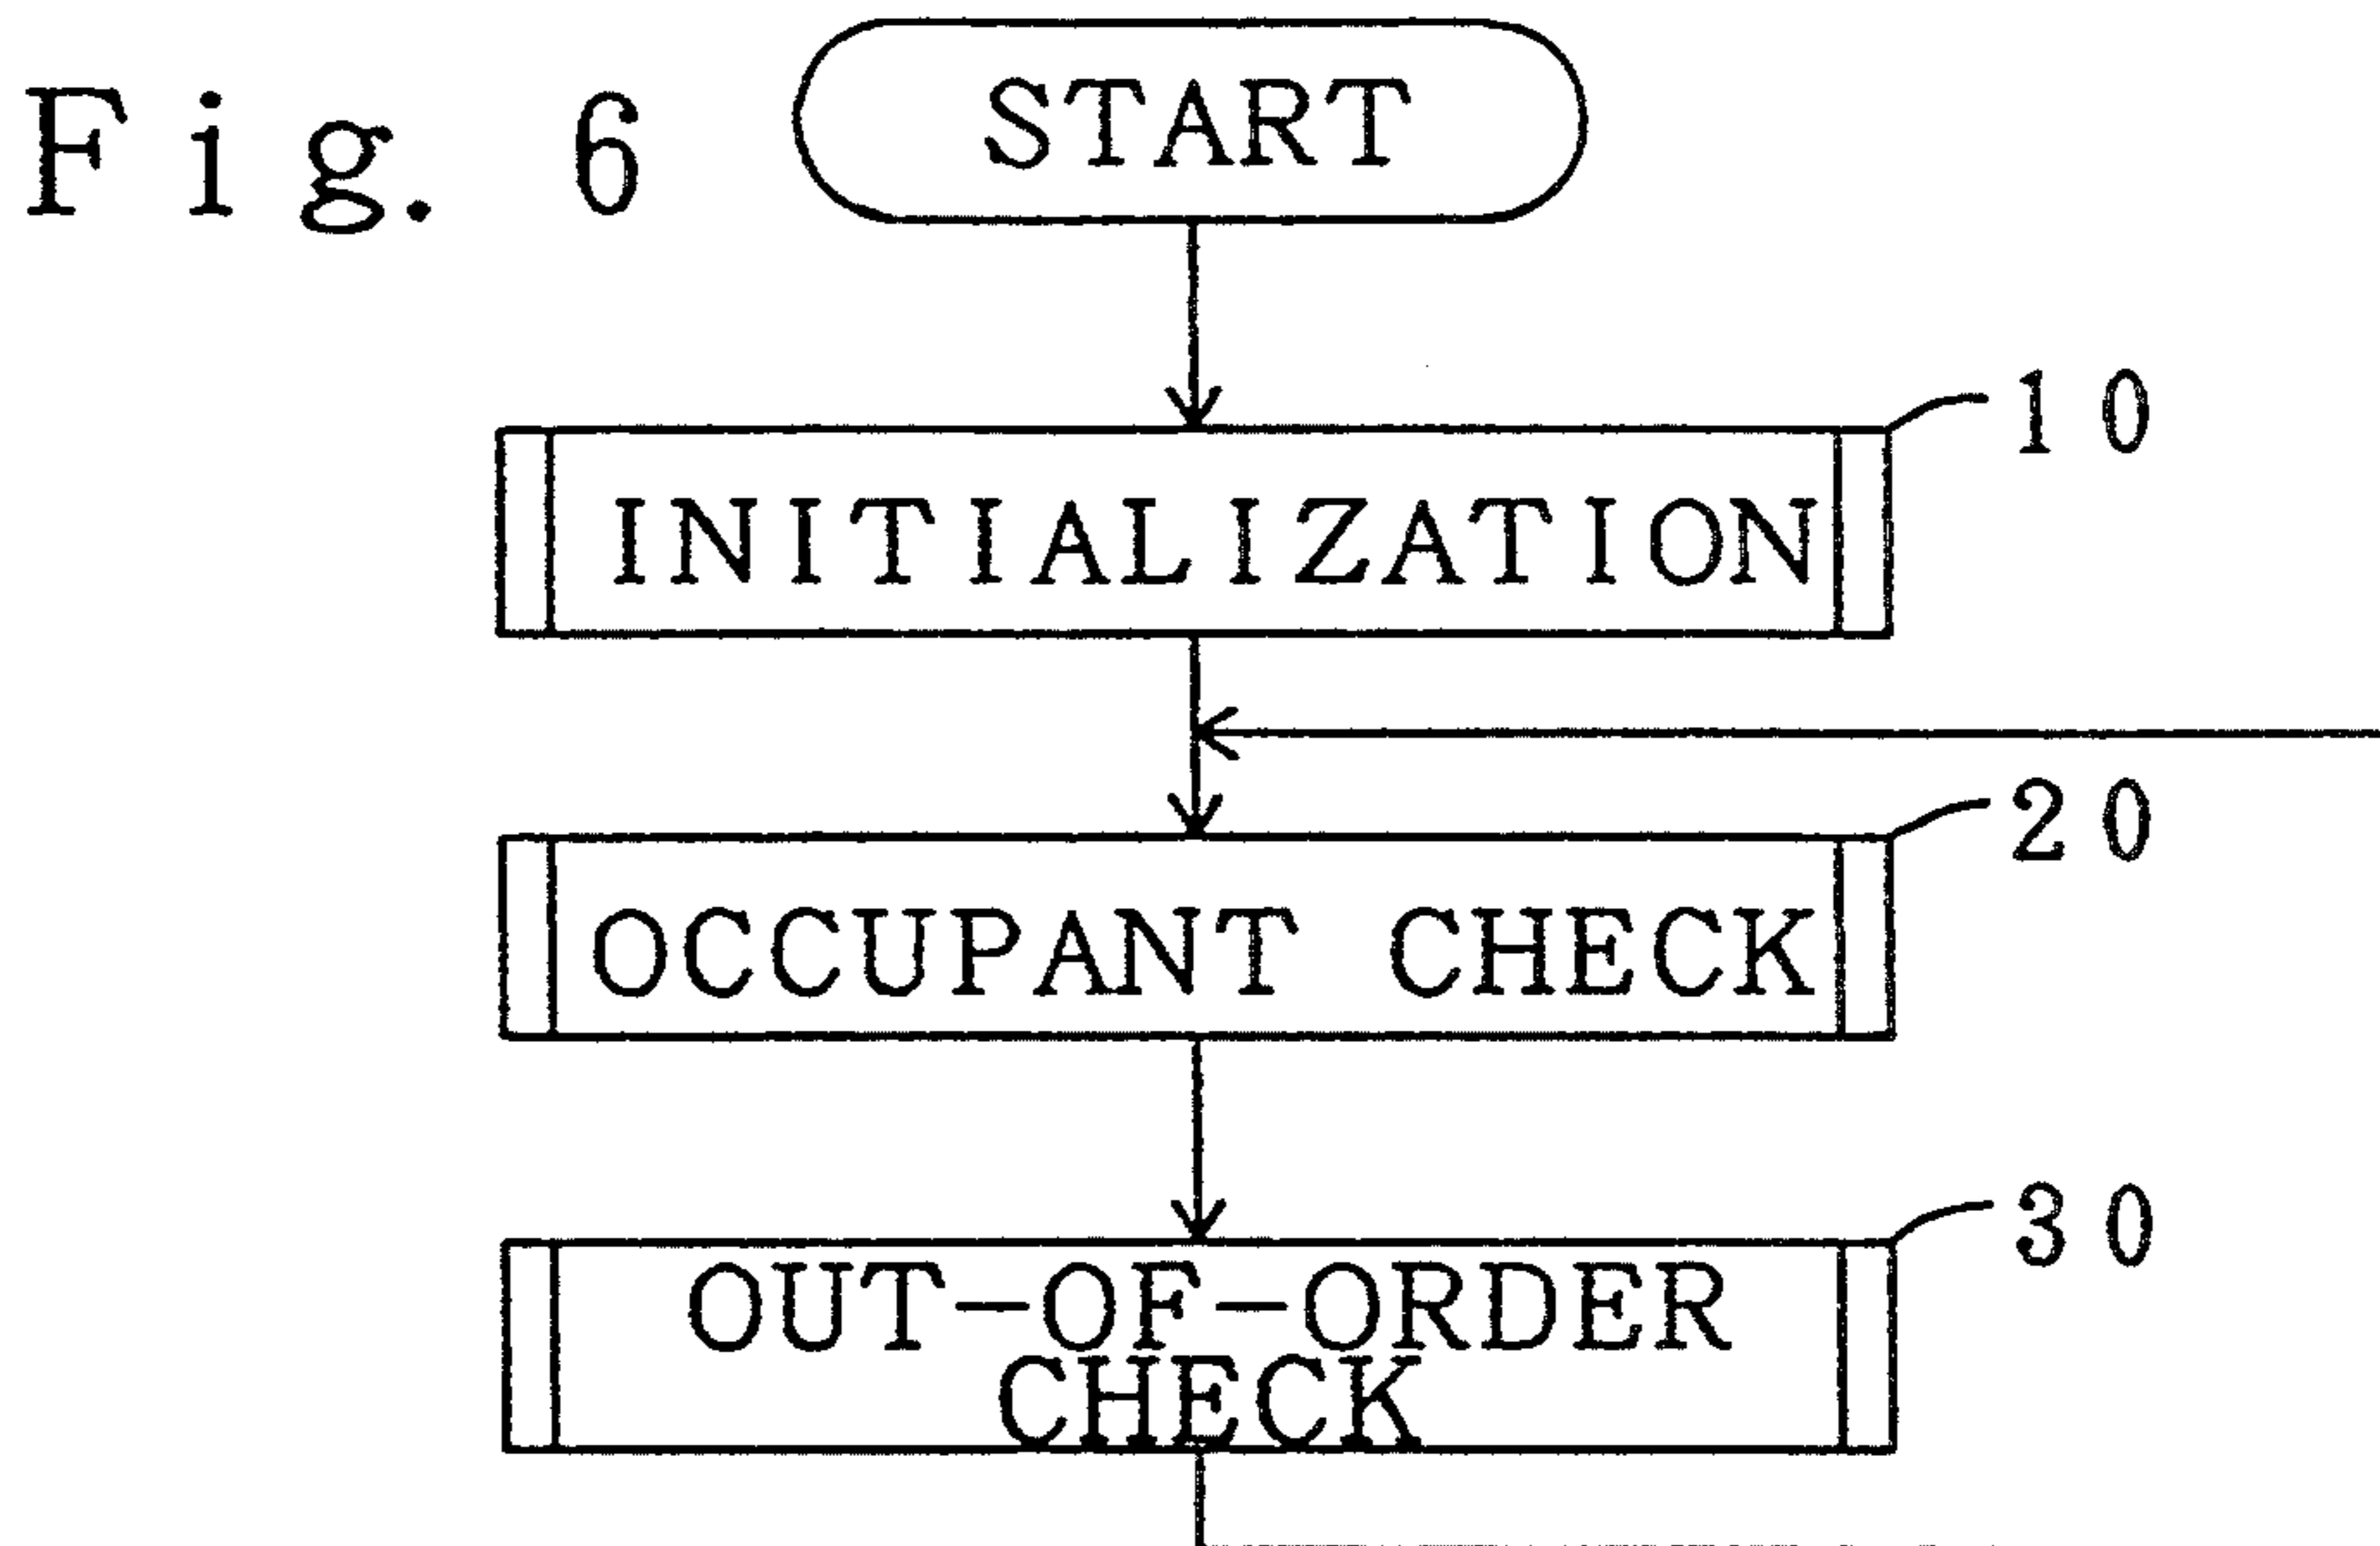 Fig. 6
START
10
INITIALIZATION
20
OCCUPANT CHECK
30
OUT-OF-ORDER
CHECK